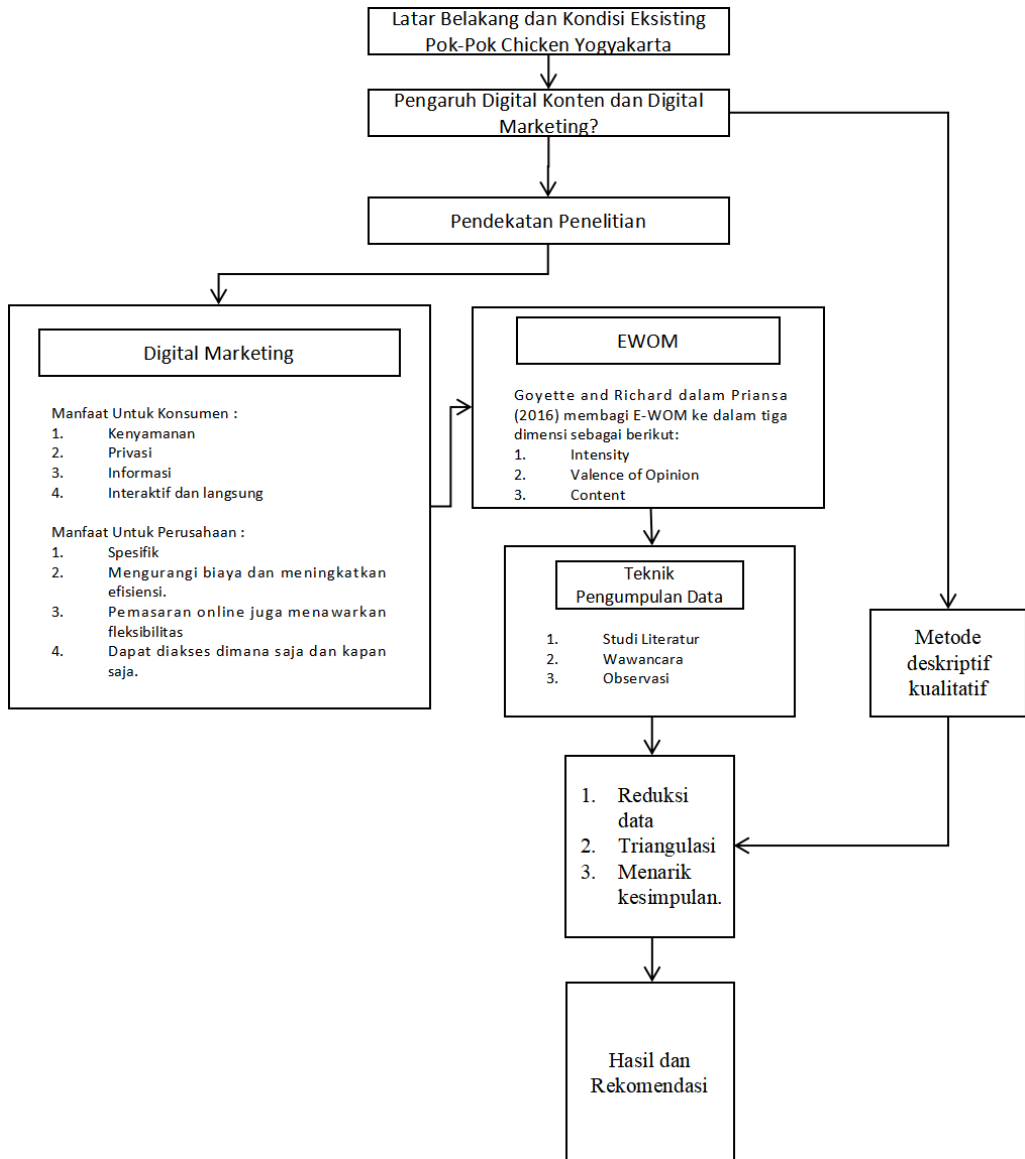 Latar Belakang dan Kondisi Eksisting
Pok-Pok Chicken Yogyakarta
Pengaruh Digital Konten dan Digital
Marketing?
Pendekatan Penelitian
Digital Marketing
Manfaat Untuk Konsumen :
1. Kenyamanan
2. Privasi
3. Informasi
4. Interaktif dan langsung
Manfaat Untuk Perusahaan :
1. Spesifik
2. Mengurangi biaya dan meningkatkan
efisiensi.
3. Pemasaran online juga menawarkan
fleksibilitas
4. Dapat diakses dimana saja dan kapan
saja.
EWOM
Goyette and Richard dalam Priansa
(2016) membagi E-WOM ke dalam tiga
dimensi sebagai berikut:
1. Intensity
2. Valence of Opinion
3. Content
Teknik
Pengumpulan Data
1. Studi Literatur
2. Wawancara
3. Observasi
Metode
deskriptif
kualitatif
1. Reduksi
data
2. Triangulasi
3. Menarik
kesimpulan.
Hasil dan
Rekomendasi